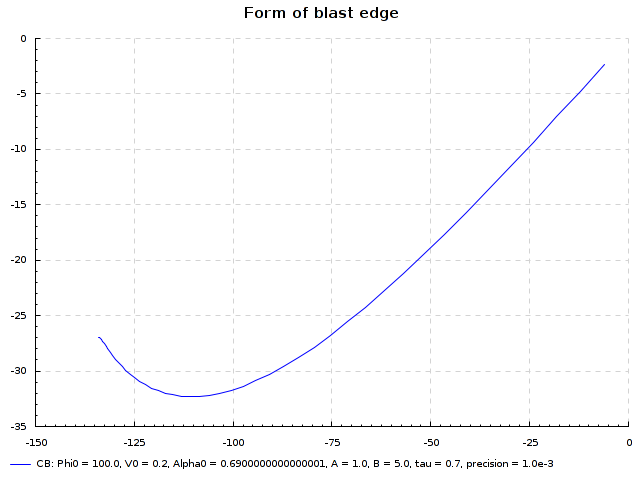 Form of blast edge
0
-5
-10
-15
-20
-25
-30
-35
-150 -125 -100 -75 -50 -25 0
CB: Phi0 = 100.0, V0 = 0.2, Alpha0 = 0.6900000000000001, A = 1.0, B = 5.0, tau = 0.7, precision = 1.0e-3